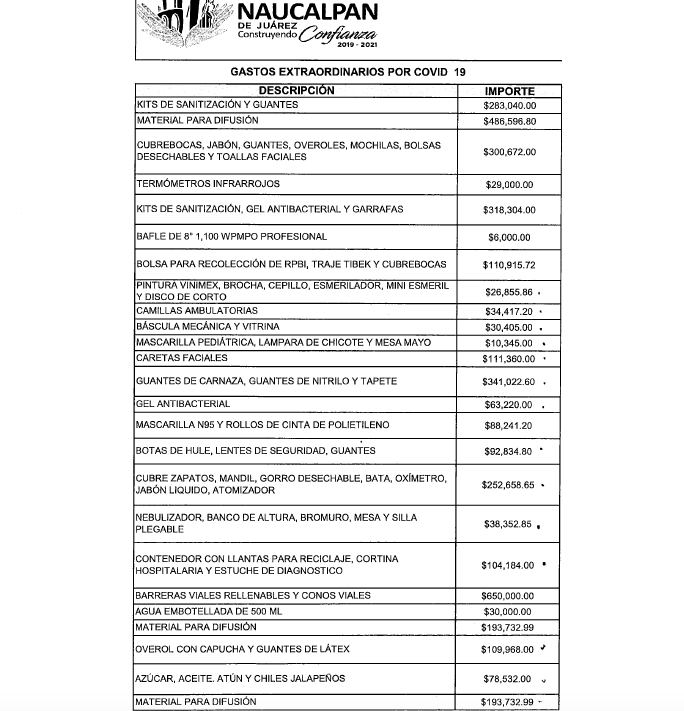 NAUCALPAN
DE JUÁREZ
Construyendo Confianza
2019 - 2021
GASTOS EXTRAORDINARIOS POR COVID 19
DESCRIPCIÓN IMPORTE
KITS DE SANITIZACIÓN Y GUANTES $283,040.00
MATERIAL PARA DIFUSIÓN $486,596.80
CUBREBOCAS, JABÓN, GUANTES, OVEROLES, MOCHILAS, BOLSAS
DESECHABLES Y TOALLAS FACIALES $300,672.00
TERMÓMETROS INFRARROJOS $29,000.00
KITS DE SANITIZACIÓN, GEL ANTIBACTERIAL Y GARRAFAS $318,304.00
BAFLE DE 8" 1,100 WPMPO PROFESIONAL $6,000.00
BOLSA PARA RECOLECCIÓN DE RPBI, TRAJE TIBEK Y CUBREBOCAS $110,915.72
PINTURA VINIMEX, BROCHA, CEPILLO, ESMERILADOR, MINI ESMERIL
Y DISCO DE CORTO $26,855.86
CAMILLAS AMBULATORIAS $34,417.20
BÁSCULA MECÁNICA Y VITRINA $30,405.00
MASCARILLA PEDIÁTRICA, LAMPARA DE CHICOTE Y MESA MAYO $10,345.00
CARETAS FACIALES $111,360.00
GUANTES DE CARNAZA, GUANTES DE NITRILO Y TAPETE $341,022.60
GEL ANTIBACTERIAL $63,220.00
MASCARILLA N95 Y ROLLOS DE CINTA DE POLIETILENO $88,241.20
BOTAS DE HULE, LENTES DE SEGURIDAD, GUANTES $92,834.80
CUBRE ZAPATOS, MANDIL, GORRO DESECHABLE, BATA, OXÍMETRO,
JABÓN LIQUIDO, ATOMIZADOR $252,658.65
NEBULIZADOR, BANCO DE ALTURA, BROMURO, MESA Y SILLA
PLEGABLE $38,352.85
CONTENEDOR CON LLANTAS PARA RECICLAJE, CORTINA
HOSPITALARIA Y ESTUCHE DE DIAGNOSTICO $104,184.00
BARRERAS VIALES RELLENABLES Y CONOS VIALES $650,000.00
AGUA EMBOTELLADA DE 500 ML $30,000.00
MATERIAL PARA DIFUSIÓN $193,732.99
OVEROL CON CAPUCHA Y GUANTES DE LÁTEX $109,968.00
AZÚCAR, ACEITE. ATÚN Y CHILES JALAPEÑOS $78,532.00
MATERIAL PARA DIFUSIÓN $193,732.99